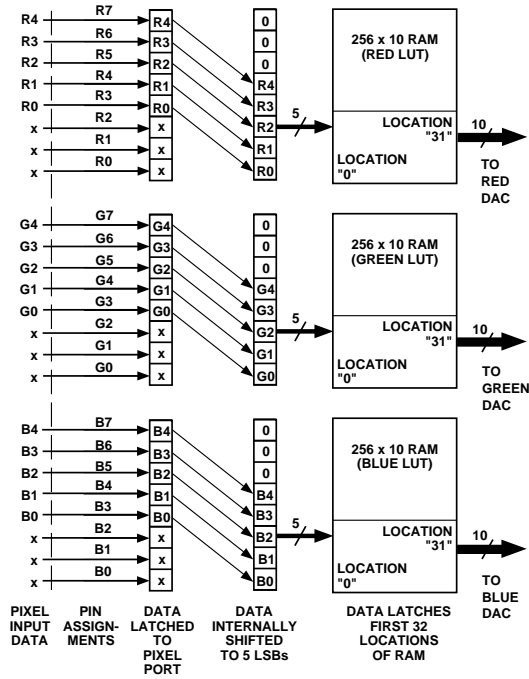 R4 R7 R4 0
R3 R6 R3 0
R2 R5 R2 0
R1 R4 R1 R4
R0 R3 R0 R3
x R2 x R2
x R1 x R1
x R0 x R0
5
256 x 10 RAM
(RED LUT)
LOCATION
"31"
LOCATION
"0"
10
TO
RED
DAC
G4 G7 G4 0
G3 G6 G3 0
G2 G5 G2 0
G1 G4 G1 G4
G0 G3 G0 G3
x G2 x G2
x G1 x G1
x G0 x G0
5
256 x 10 RAM
(GREEN LUT)
LOCATION
"31"
LOCATION
"0"
10
TO
GREEN
DAC
B4 B7 B4 0
B3 B6 B3 0
B2 B5 B2 0
B1 B4 B1 B4
B0 B3 B0 B3
x B2 x B2
x B1 x B1
x B0 x B0
5
256 x 10 RAM
(BLUE LUT)
LOCATION
"31"
LOCATION
"0"
10
TO
BLUE
DAC
PIXEL
INPUT
DATA
PIN
ASSIGN-
MENTS
DATA
LATCHED
TO
PIXEL
PORT
DATA
INTERNALLY
SHIFTED
TO 5 LSBs
DATA LATCHES
FIRST 32
LOCATIONS
OF RAM